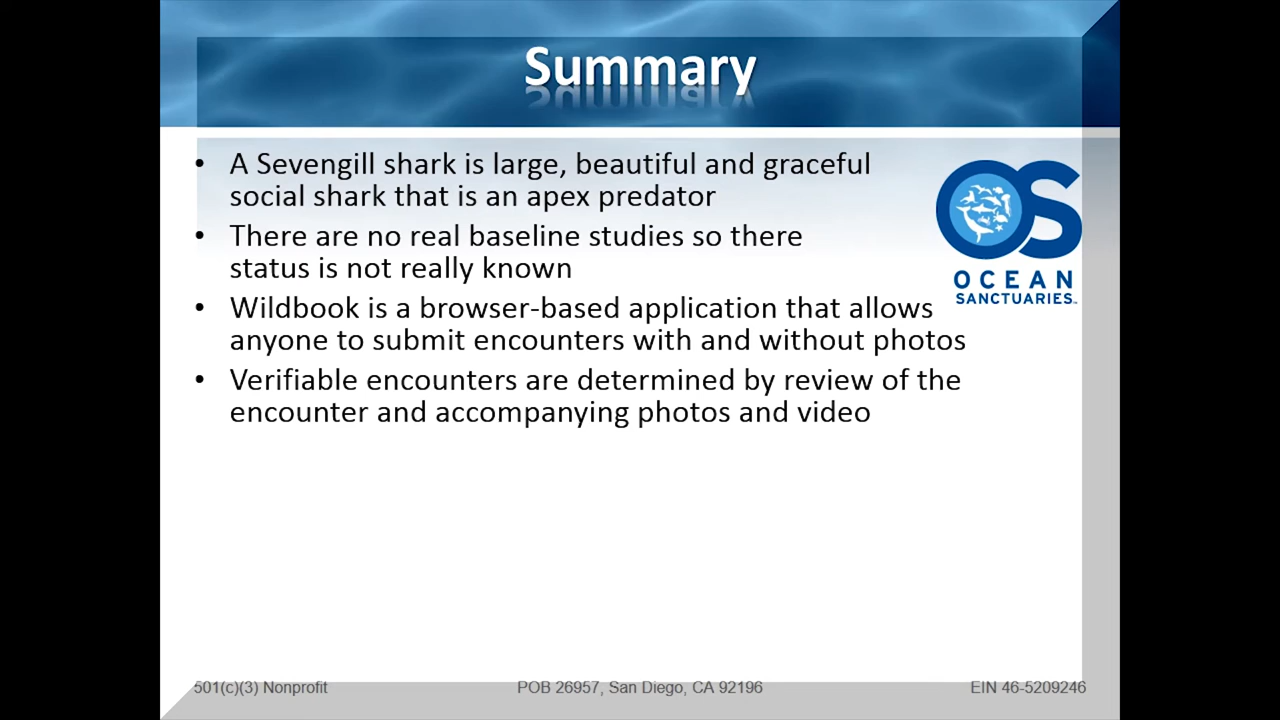 Summary
• A Sevengill shark is large, beautiful and graceful
social shark that is an apex predator
• There are no real baseline studies so there
status is not really known
• Wildbook is a browser-based application that allows
anyone to submit encounters with and without photos
• Verifiable encounters are determined by review of the
encounter and accompanying photos and video
OS
OCEAN
SANCTUARIES™
501(c)(3) Nonprofit
POB 26957, San Diego, CA 92196
EIN 46-5209246